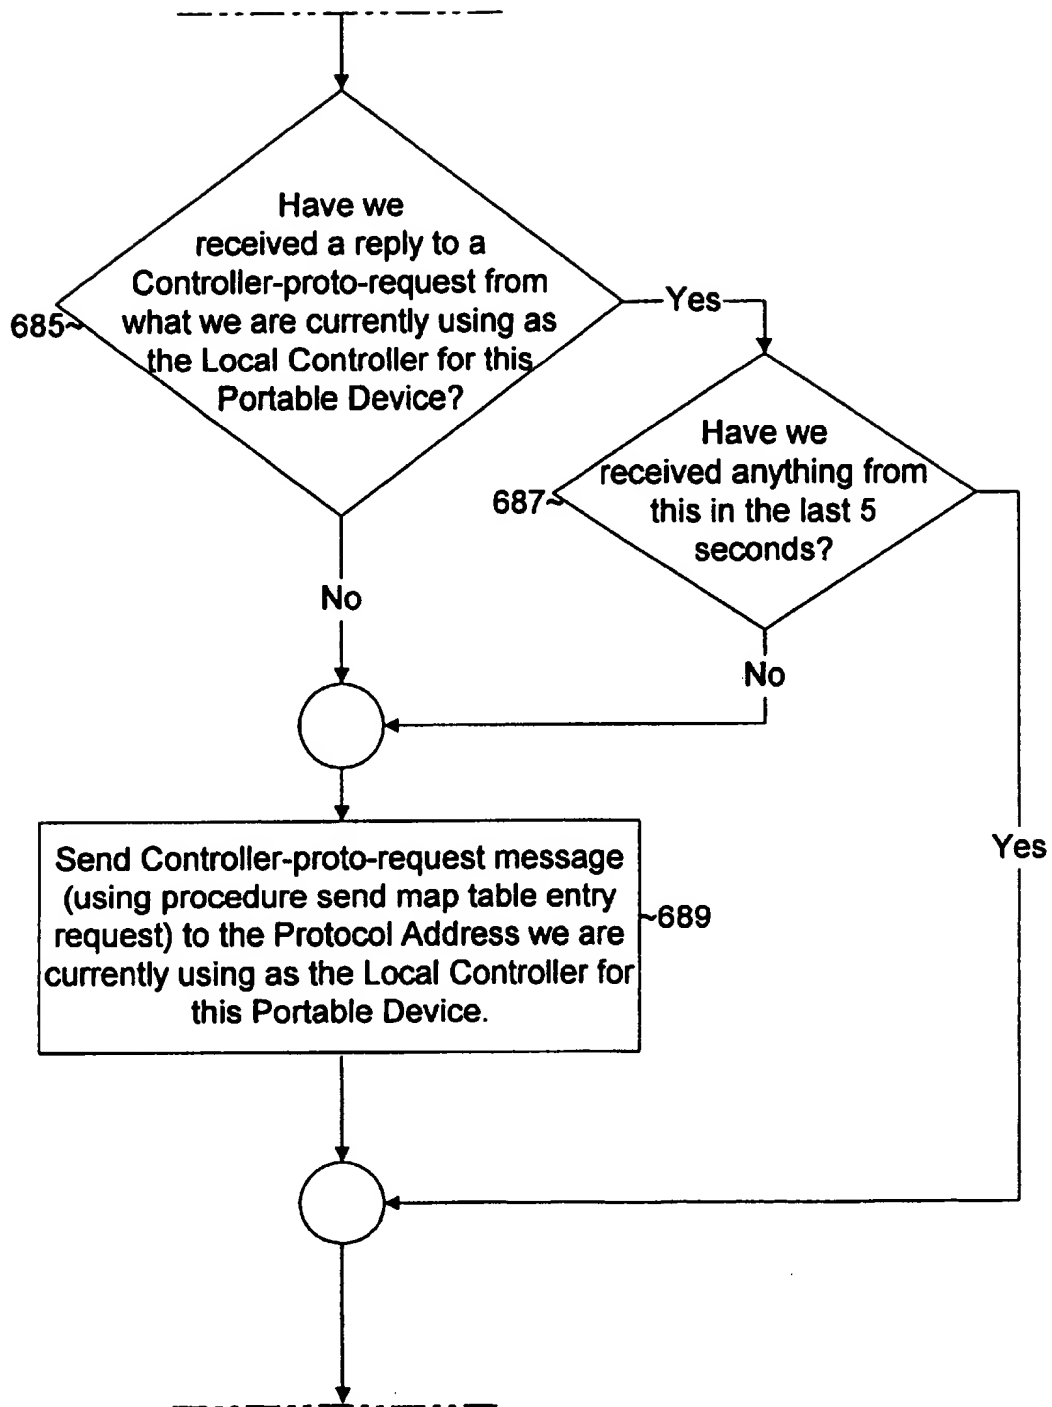 Have we
received a reply to a
Controller-proto-request from
what we are currently using as
the Local Controller for this
Portable Device?
685~
Yes
Have we
received anything from
this in the last 5
seconds?
687~
No
No
Yes
Send Controller-proto-request message
(using procedure send map table entry
request) to the Protocol Address we are
currently using as the Local Controller for
this Portable Device.
~689